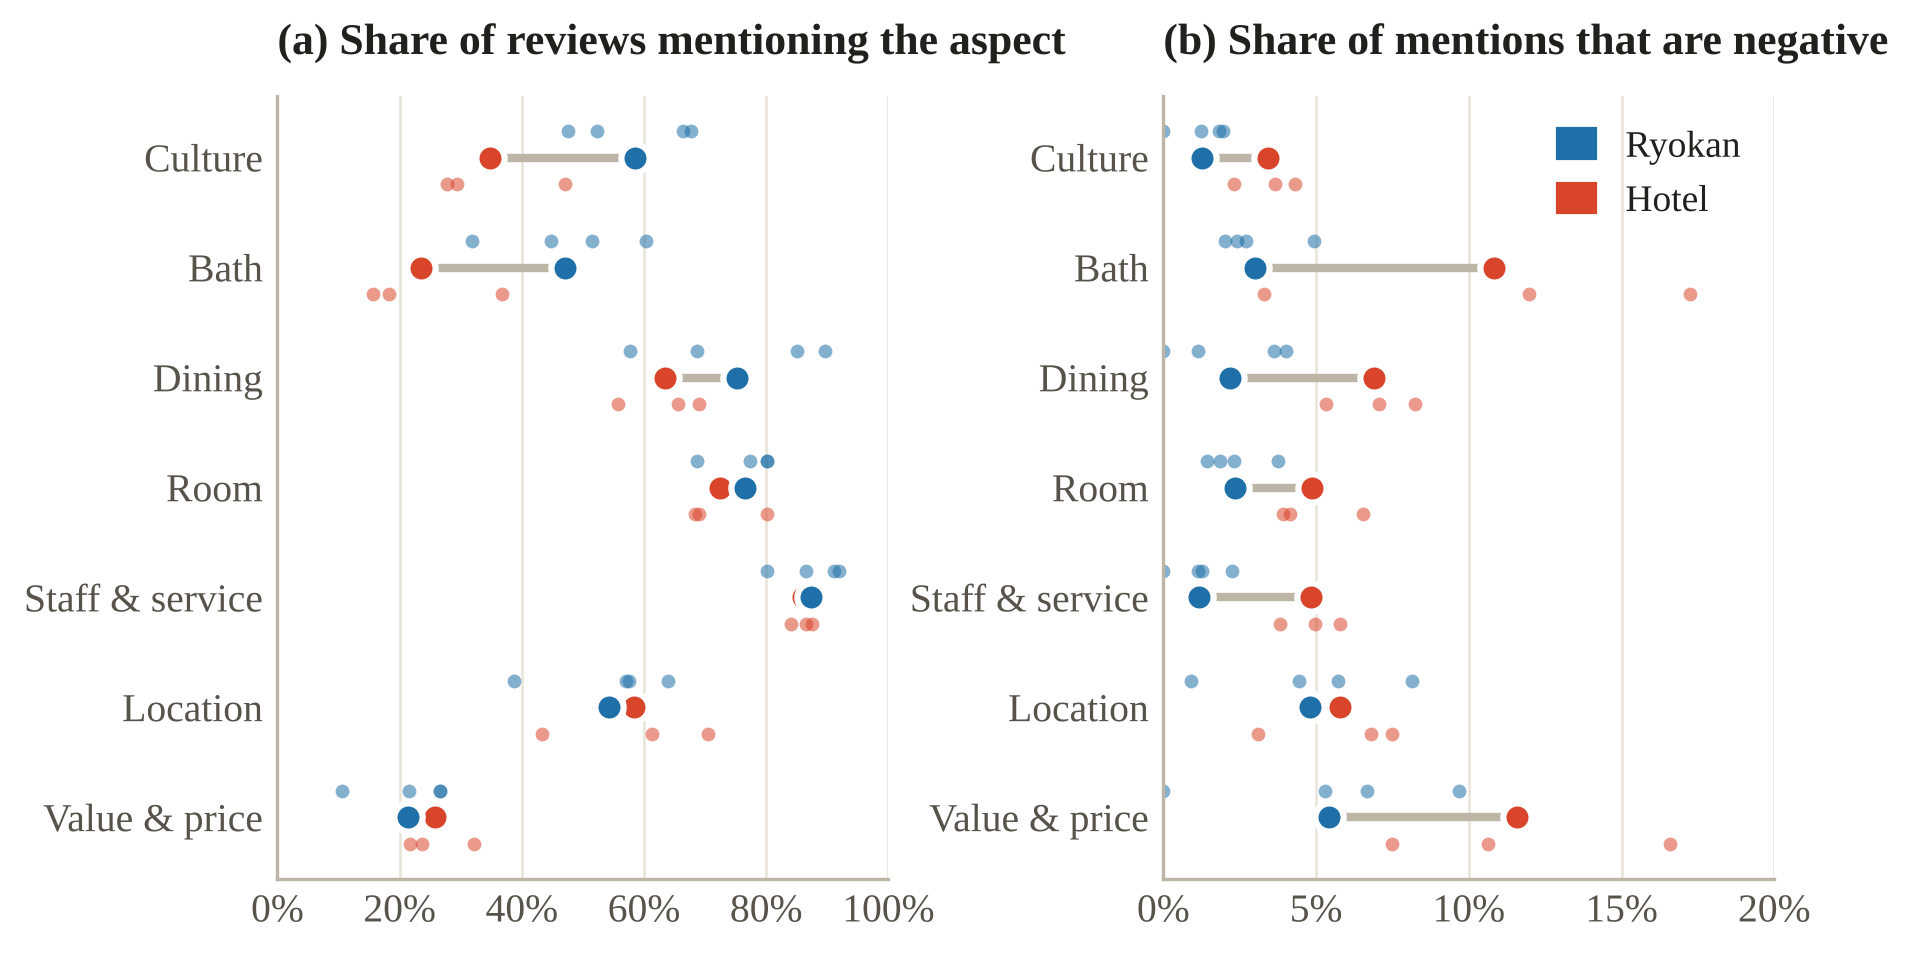 (a) Share of reviews mentioning the aspect
Culture
Bath
Dining
Room
Staff & service
Location
Value & price
0% 20% 40% 60% 80% 100%
(b) Share of mentions that are negative
Ryokan
Hotel
Culture
Bath
Dining
Room
Staff & service
Location
Value & price
0% 5% 10% 15% 20%